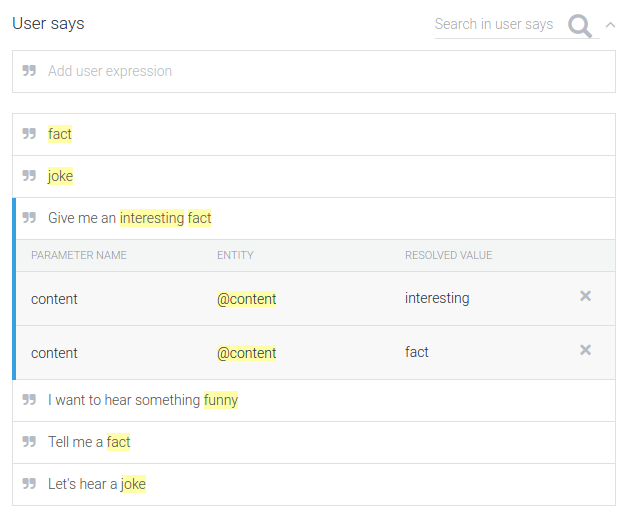 User says
Search in user says
Add user expression
fact
joke
Give me an interesting fact
PARAMETER NAME ENTITY RESOLVED VALUE
content @content interesting
content @content fact
I want to hear something funny
Tell me a fact
Let's hear a joke